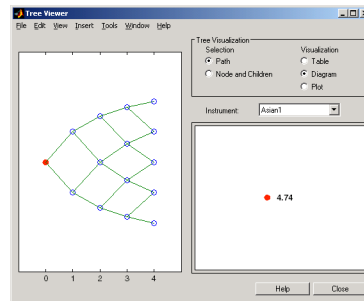 Tree Viewer
File Edit View Insert Tools Window Help
Tree Visualization
Selection
Visualization
Path
Table
Node and Children
Diagram
Plot
Instrument:
Asian1
4.74
0 1 2 3 4
Help
Close